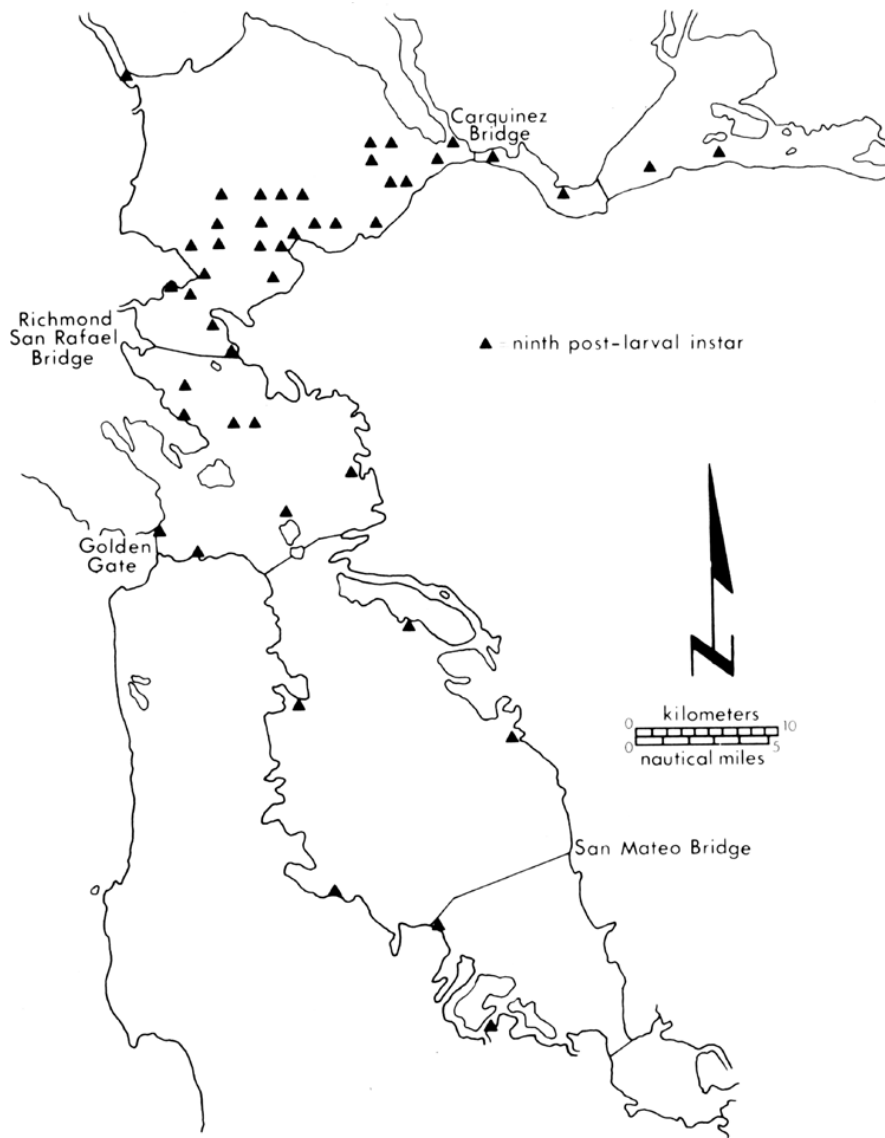 Carquinez
Bridge
Richmond
San Rafael
Bridge
▲ = ninth post-larval instar
Golden
Gate
kilometers
0 10
0 5
nautical miles
San Mateo Bridge